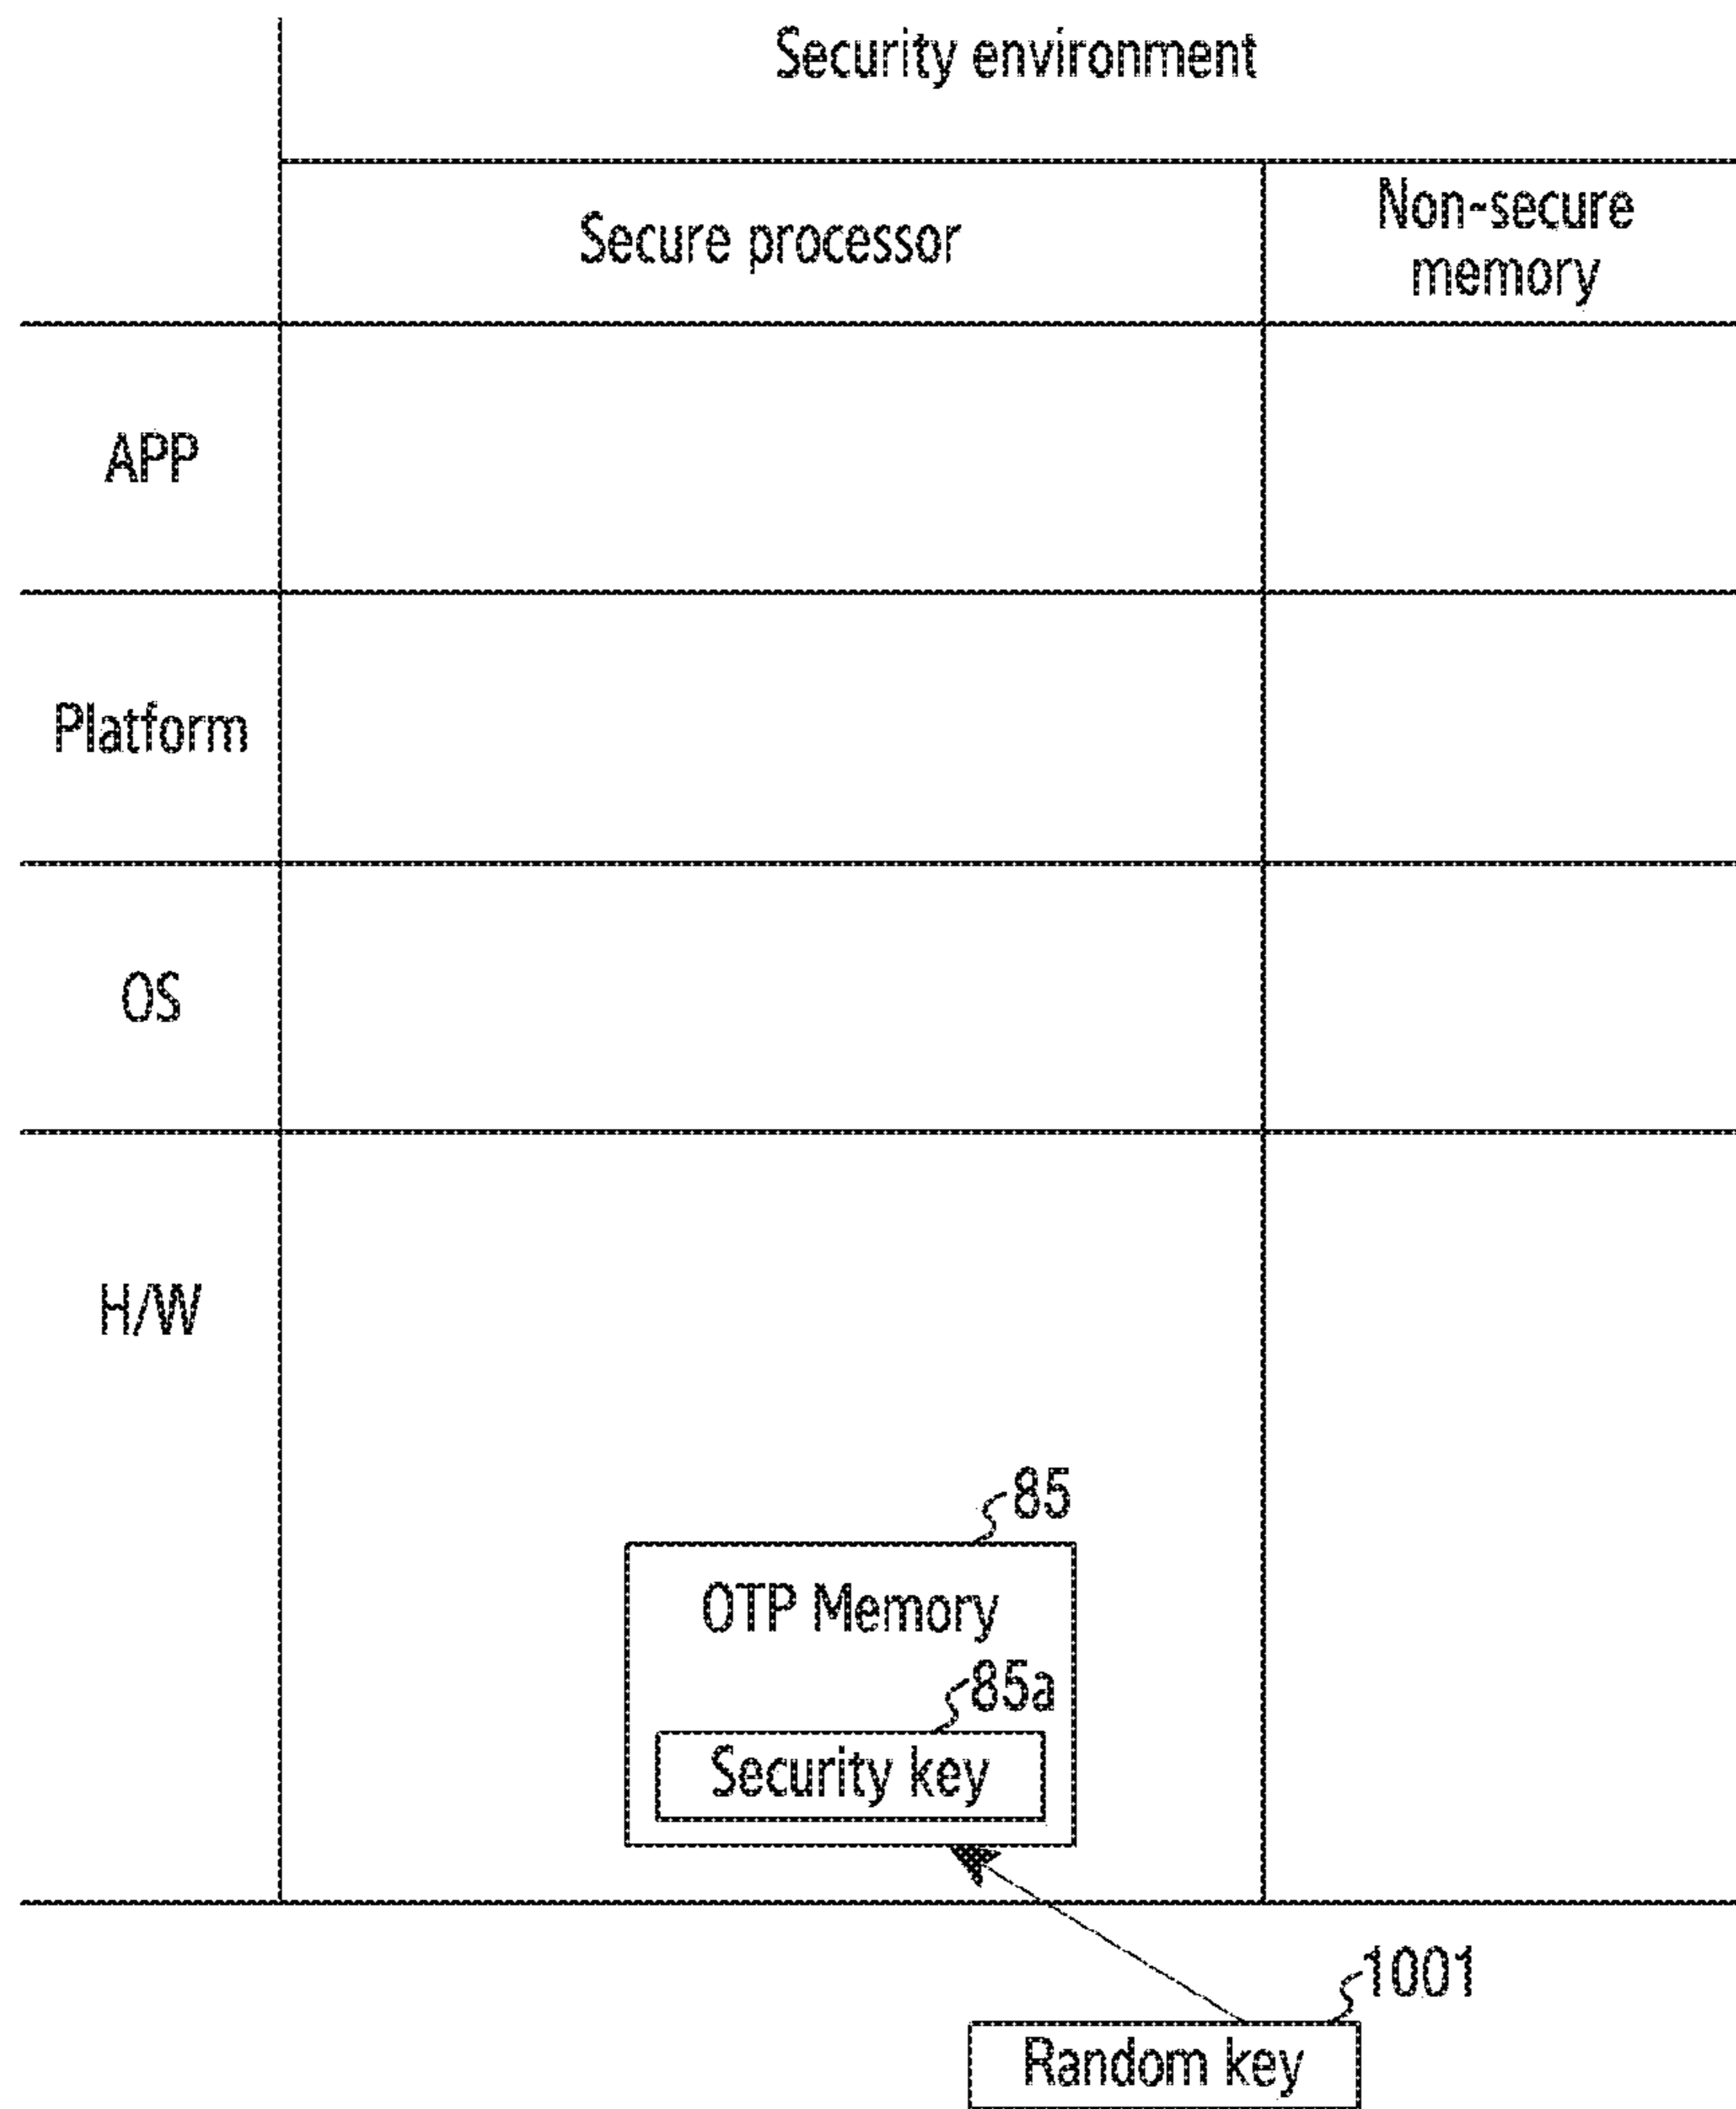 Security environment
Secure processor
Non-secure
memory
APP
Platform
OS
H/W
85
OTP Memory
85a
Security key
1001
Random key